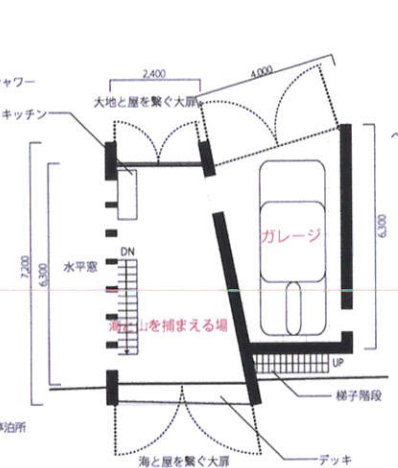 2,400
4,000
大地と屋を繋ぐ大扉
ャワー
キッチン
ガレージ
6,300
7,200
6,300
水平窓
DN
海と山を捕まえる場
UP
梯子階段
停泊所
海と屋を繋ぐ大扉
デッキ